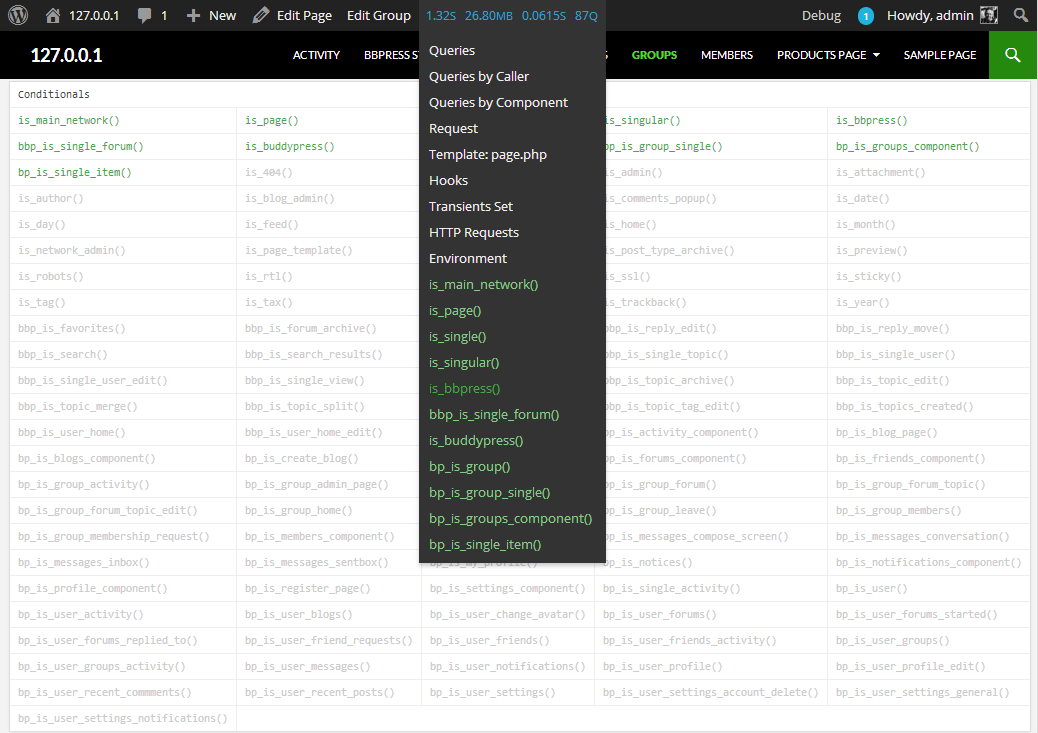 127.0.0.1 1 New Edit Page Edit Group 1.32S 26.80MB 0.0615S 87Q Debug 1 Howdy, admin
127.0.0.1 ACTIVITY BBPRESS GROUPS MEMBERS PRODUCTS PAGE SAMPLE PAGE
Queries
Queries by Caller
Queries by Component
Request
Template: page.php
Hooks
Transients Set
HTTP Requests
Environment
is_main_network()
is_page()
is_single()
is_singular()
is_bbpress()
bbp_is_single_forum()
is_buddypress()
bp_is_group()
bp_is_group_single()
bp_is_groups_component()
bp_is_single_item()
Conditionals
is_main_network() is_page() is_singular() is_bbpress()
bbp_is_single_forum() is_buddypress() bp_is_group_single() bp_is_groups_component()
bp_is_single_item() is_404() is_admin() is_attachment()
is_author() is_blog_admin() is_comments_popup() is_date()
is_day() is_feed() is_home() is_month()
is_network_admin() is_page_template() is_post_type_archive() is_preview()
is_robots() is_rtl() is_ssl() is_sticky()
is_tag() is_tax() is_trackback() is_year()
bbp_is_favorites() bbp_is_forum_archive() bbp_is_reply_edit() bbp_is_reply_move()
bbp_is_search() bbp_is_search_results() bbp_is_single_topic() bbp_is_single_user()
bbp_is_single_user_edit() bbp_is_single_view() bbp_is_topic_archive() bbp_is_topic_edit()
bbp_is_topic_merge() bbp_is_topic_split() bbp_is_topic_tag_edit() bbp_is_topics_created()
bbp_is_user_home() bbp_is_user_home_edit() bp_is_activity_component() bp_is_blog_page()
bp_is_blogs_component() bp_is_create_blog() bp_is_forums_component() bp_is_friends_component()
bp_is_group_activity() bp_is_group_admin_page() bp_is_group_forum() bp_is_group_forum_topic()
bp_is_group_forum_topic_edit() bp_is_group_home() bp_is_group_leave() bp_is_group_members()
bp_is_group_membership_request() bp_is_members_component() bp_is_messages_compose_screen() bp_is_messages_conversation()
bp_is_messages_inbox() bp_is_messages_sentbox() bp_is_my_profile() bp_is_notices() bp_is_notifications_component()
bp_is_profile_component() bp_is_register_page() bp_is_settings_component() bp_is_single_activity() bp_is_user()
bp_is_user_activity() bp_is_user_blogs() bp_is_user_change_avatar() bp_is_user_forums() bp_is_user_forums_started()
bp_is_user_forums_replied_to() bp_is_user_friend_requests() bp_is_user_friends() bp_is_user_friends_activity() bp_is_user_groups()
bp_is_user_groups_activity() bp_is_user_messages() bp_is_user_notifications() bp_is_user_profile() bp_is_user_profile_edit()
bp_is_user_recent_commments() bp_is_user_recent_posts() bp_is_user_settings() bp_is_user_settings_account_delete() bp_is_user_settings_general()
bp_is_user_settings_notifications()